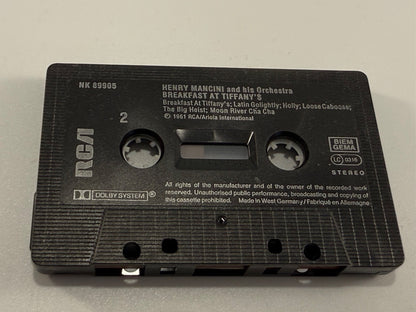 NK 89905
HENRY MANCINI and his Orchestra
BREAKFAST AT TIFFANY'S
Breakfast At Tiffany's; Latin Golightly; Holly; Loose Caboose;
The Big Heist; Moon River Cha Cha
℗ 1961 RCA/Ariola International
2
RCA
BIEM
GEMA
LC 0316
STEREO
DOLBY SYSTEM®
All rights of the manufacturer and of the owner of the recorded work
reserved. Unauthorised public performance, broadcasting and copying of
this cassette prohibited. Made in West Germany/Fabriqué en Allemagne